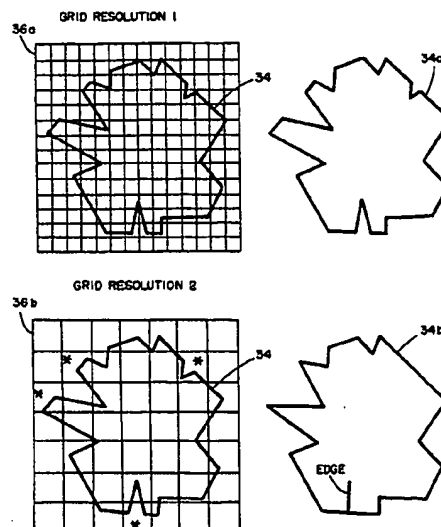 GRID RESOLUTION 1
36a
34
34a
GRID RESOLUTION 2
36b
*
*
34
34b
*
EDGE
*